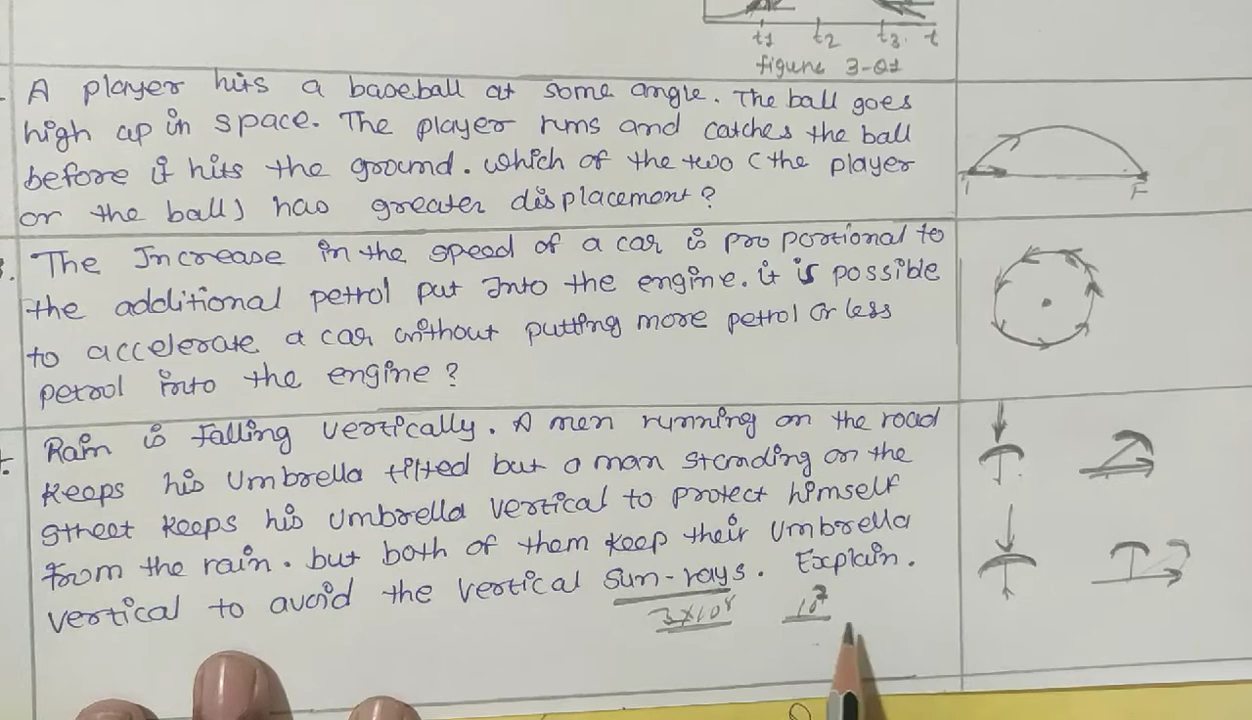 t1 t2 t3 t
figure 3-Q1
A player hits a baseball at some angle. The ball goes
high up in space. The player runs and catches the ball
before it hits the ground. which of the two (the player
or the ball) has greater displacement?
F
3. The Increase in the speed of a car is proportional to
the additional petrol put into the engine. it is possible
to accelerate a car without putting more petrol or less
petrol into the engine?
Rain is falling vertically. A men running on the road
keeps his umbrella tilted but a man standing on the
street keeps his umbrella vertical to protect himself
from the rain. but both of them keep their umbrella
vertical to avoid the vertical sun-rays. Explain.
3×10⁸